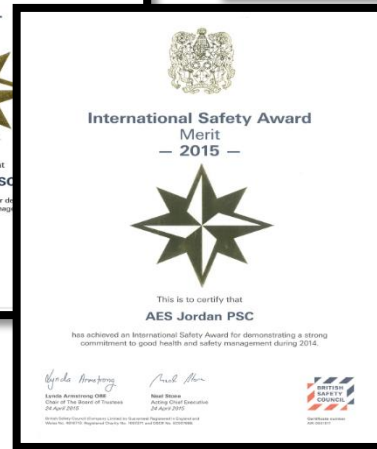 International Safety Award
Merit
— 2015 —
This is to certify that
AES Jordan PSC
has achieved an International Safety Award for demonstrating a strong
commitment to good health and safety management during 2014.
Lynda Armstrong OBE
Chair of The Board of Trustees
24 April 2015
Neal Stone
Acting Chief Executive
24 April 2015
BRITISH
SAFETY
COUNCIL